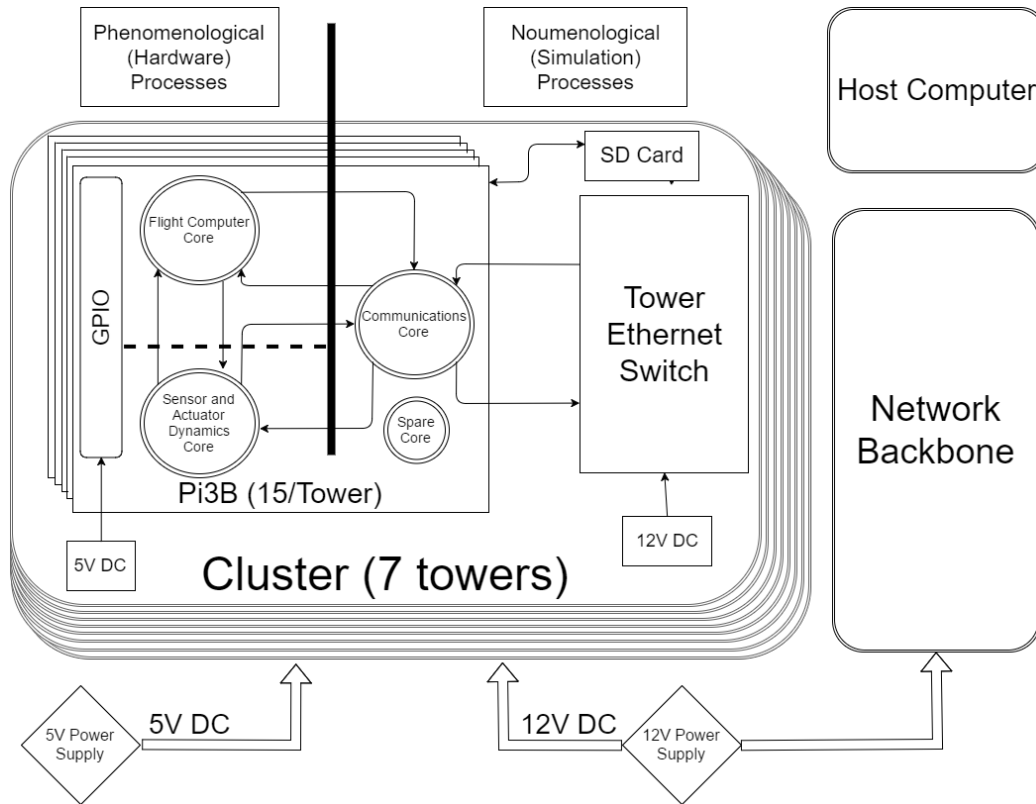 Phenomenological
(Hardware)
Processes
Noumenological
(Simulation)
Processes
Host Computer
SD Card
Flight Computer
Core
GPIO
Communications
Core
Tower
Ethernet
Switch
Sensor and
Actuator
Dynamics
Core
Spare
Core
Network
Backbone
Pi3B (15/Tower)
5V DC
12V DC
Cluster (7 towers)
5V Power
Supply
5V DC
12V DC
12V Power
Supply